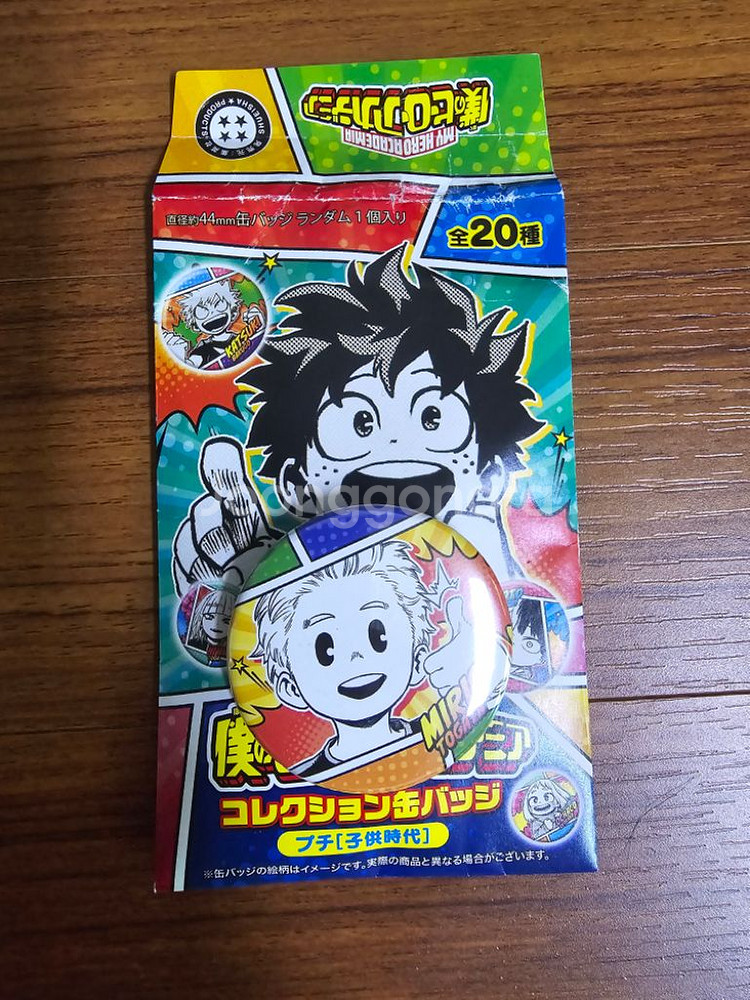 僕のヒーローアカデミア
MY HERO ACADEMIA
SHUEISHA★PRODUCTS
直径約44mm缶バッジ ランダム1個入り
全20種
KATSUKI
joonggonara
MIRIO
TOGATA
僕の
コレクション缶バッジ
プチ[子供時代]
※缶バッジの絵柄はイメージです。実際の商品と異なる場合がございます。